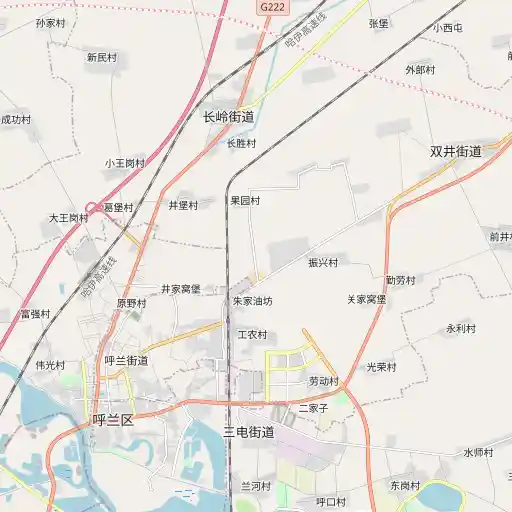 G222
孙家村
张堡
小西屯
哈伊高速线
新民村
外郎村
成功村
长岭街道
长胜村
双井街道
小王岗村
葛堡村
井堡村
果园村
大王岗村
前井村
振兴村
哈伊高速线
勤劳村
井家窝堡
原野村
朱家油坊
关家窝堡
富强村
工农村
永利村
呼兰街道
伟光村
光荣村
劳动村
二家子
呼兰区
三电街道
水师村
兰河村
东岗村
呼口村